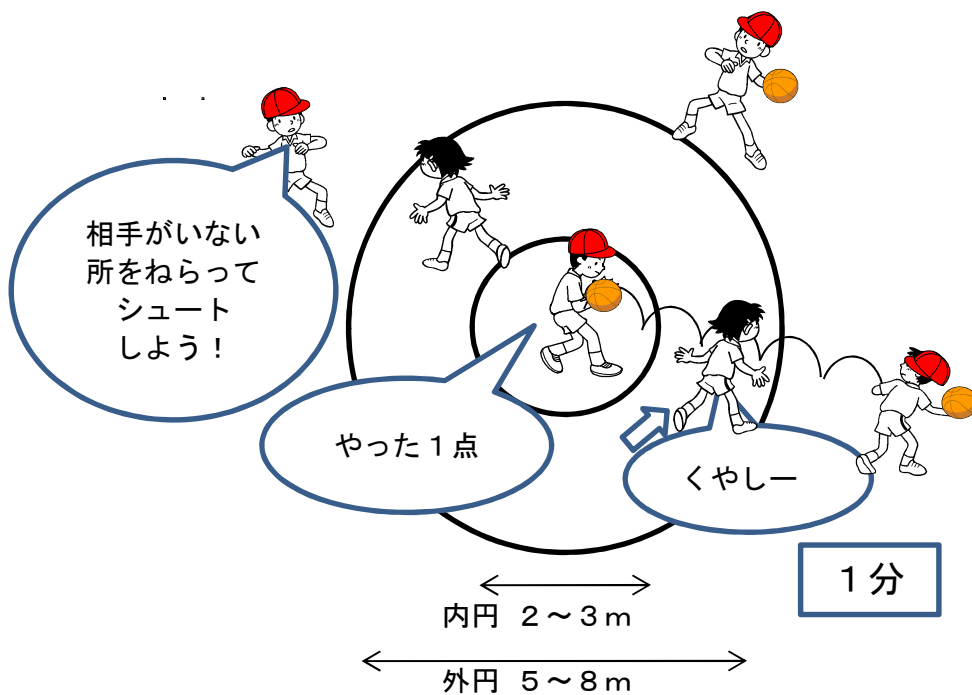 相手がいない
所をねらって
シュート
しよう！
やった１点
くやしー
１分
内円 ２～３ｍ
外円 ５～８ｍ